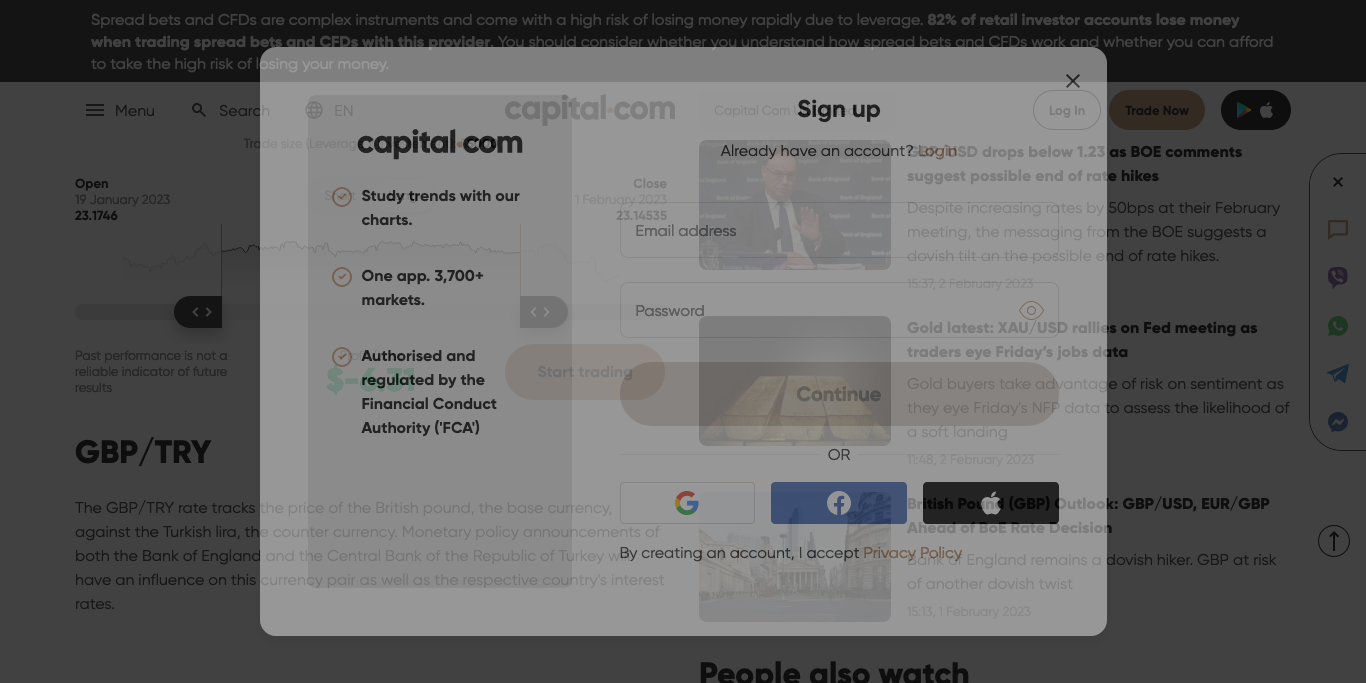 Spread bets and CFDs are complex instruments and come with a high risk of losing money rapidly due to leverage. 82% of retail investor accounts lose money
when trading spread bets and CFDs with this provider. You should consider whether you understand how spread bets and CFDs work and whether you can afford
to take the high risk of losing your money.
Menu
Search
EN
capital.com
Capital Com
Log In
Trade Now
Trade size (Leverage
Open
19 January 2023
23.1746
Close
1 February 2023
23.14535
Past performance is not a
reliable indicator of future
results
$-6.31
Start trading
GBP/TRY
The GBP/TRY rate tracks the price of the British pound, the base currency,
against the Turkish lira, the counter currency. Monetary policy announcements of
both the Bank of England and the Central Bank of the Republic of Turkey will
have an influence on this currency pair as well as the respective country's interest
rates.
capital.com
Study trends with our
charts.
One app. 3,700+
markets.
Authorised and
regulated by the
Financial Conduct
Authority ('FCA')
Sign up
Already have an account? Login
Email address
Password
Continue
OR
By creating an account, I accept Privacy Policy
GBP/USD drops below 1.23 as BOE comments
suggest possible end of rate hikes
Despite increasing rates by 50bps at their February
meeting, the messaging from the BOE suggests a
dovish tilt an the possible end of rate hikes.
15:37, 2 February 2023
Gold latest: XAU/USD rallies on Fed meeting as
traders eye Friday's jobs data
Gold buyers take advantage of risk on sentiment as
they eye Friday's NFP data to assess the likelihood of
a soft landing
11:48, 2 February 2023
British Pound (GBP) Outlook: GBP/USD, EUR/GBP
Ahead of BoE Rate Decision
Bank of England remains a dovish hiker. GBP at risk
of another dovish twist
15:13, 1 February 2023
People also watch